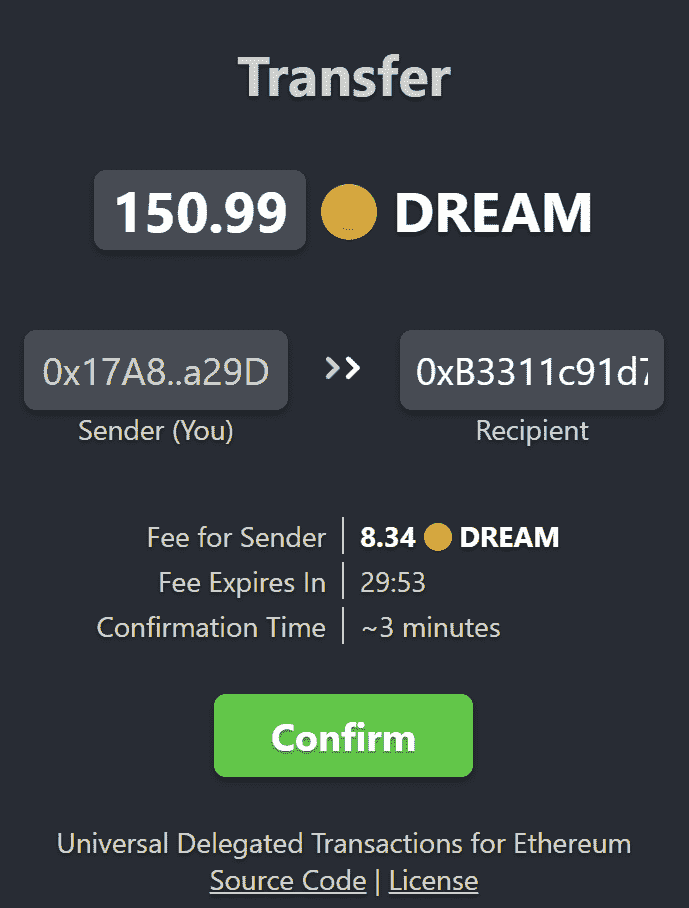 Transfer
150.99 DREAM
0x17A8..a29D >> 0xB3311c91d7
Sender (You) Recipient
Fee for Sender 8.34 DREAM
Fee Expires In 29:53
Confirmation Time ~3 minutes
Confirm
Universal Delegated Transactions for Ethereum
Source Code | License